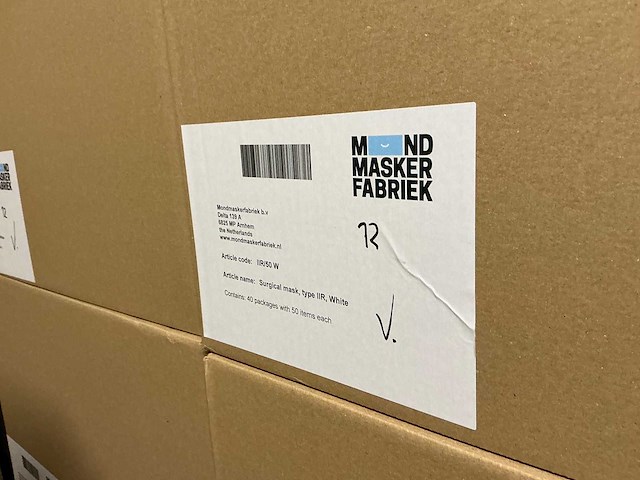 M ND
MASKER
FABRIEK
Mondmaskerfabriek b.v
Delta 139 A
6825 MP Arnhem
the Netherlands
www.mondmaskerfabriek.nl
Article code: IIR/50 W
Article name: Surgical mask, type IIR, White
Contains: 40 packages with 50 items each
V.